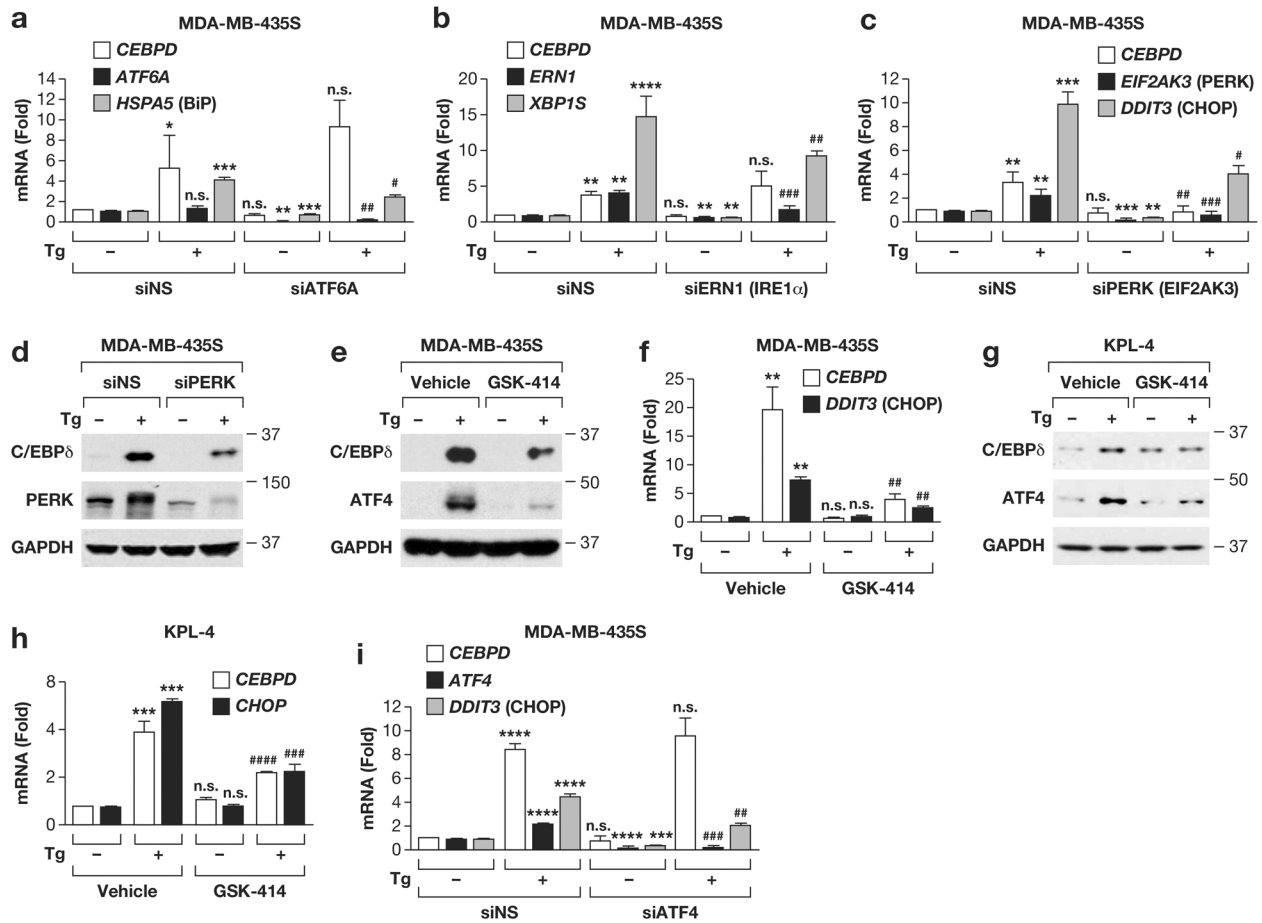 a
MDA-MB-435S
CEBPD
ATF6A
HSPA5 (BiP)
mRNA (Fold)
14
12
10
8
6
4
2
0
*
n.s.
***
n.s.
**
***
n.s.
##
#
Tg
– + – +
siNS siATF6A
b
MDA-MB-435S
CEBPD
ERN1
XBP1S
mRNA (Fold)
20
15
10
5
0
**
**
****
n.s.
**
**
n.s.
###
##
Tg
– + – +
siNS siERN1 (IRE1α)
c
MDA-MB-435S
CEBPD
EIF2AK3 (PERK)
DDIT3 (CHOP)
mRNA (Fold)
12
10
8
6
4
2
0
**
**
***
n.s.
***
**
##
###
#
Tg
– + – +
siNS siPERK (EIF2AK3)
d
MDA-MB-435S
siNS siPERK
Tg – + – +
C/EBPδ – 37
PERK – 150
GAPDH – 37
e
MDA-MB-435S
Vehicle GSK-414
Tg – + – +
C/EBPδ – 37
ATF4 – 50
GAPDH – 37
f
MDA-MB-435S
CEBPD
DDIT3 (CHOP)
mRNA (Fold)
25
20
15
10
5
0
**
**
n.s.
n.s.
##
##
Tg
– + – +
Vehicle GSK-414
g
KPL-4
Vehicle GSK-414
Tg – + – +
C/EBPδ – 37
ATF4 – 50
GAPDH – 37
h
KPL-4
CEBPD
CHOP
mRNA (Fold)
8
4
2
0
***
***
n.s.
n.s.
####
###
Tg
– + – +
Vehicle GSK-414
i
MDA-MB-435S
CEBPD
ATF4
DDIT3 (CHOP)
mRNA (Fold)
12
10
8
6
4
2
0
****
****
****
n.s.
****
***
n.s.
###
##
Tg
– + – +
siNS siATF4